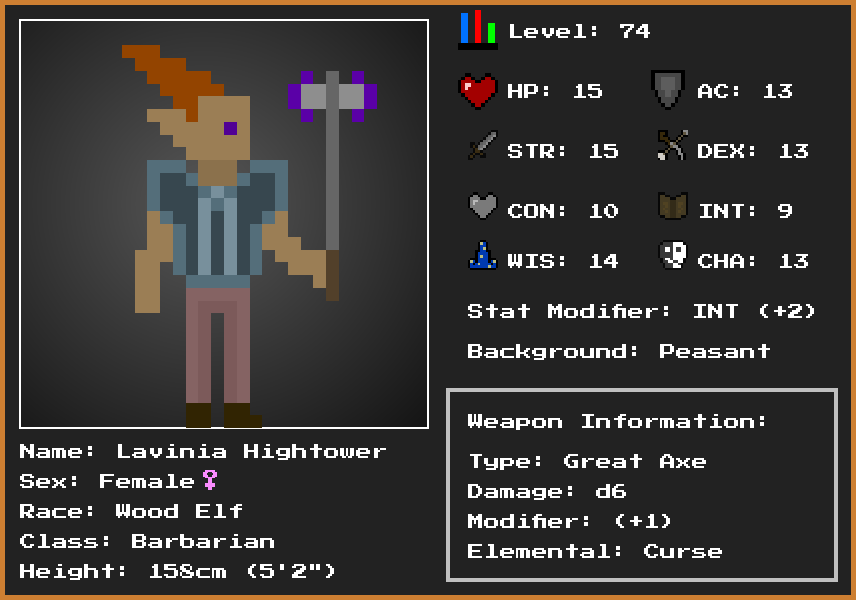 Level: 74
HP: 15
AC: 13
STR: 15
DEX: 13
CON: 10
INT: 9
WIS: 14
CHA: 13
Stat Modifier: INT (+2)
Background: Peasant
Weapon Information:
Type: Great Axe
Damage: d6
Modifier: (+1)
Elemental: Curse
Name: Lavinia Hightower
Sex: Female♀
Race: Wood Elf
Class: Barbarian
Height: 158cm (5'2")